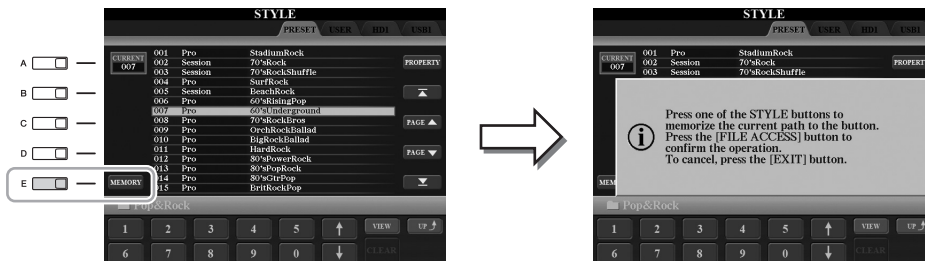 STYLE
PRESET USER HD1 USB1
A
B
C
D
E
CURRENT
007
001 Pro StadiumRock
002 Session 70'sRock
003 Session 70'sRockShuffle
004 Pro SurfRock
005 Session BeachRock
006 Pro 60'sRisingPop
007 Pro 60'sUnderground
008 Pro 70'sRockBros
009 Pro OrchRockBallad
010 Pro BigRockBallad
011 Pro HardRock
012 Pro 80'sPowerRock
013 Pro 80'sPopRock
014 Pro 80'sGtrPop
015 Pro BritRockPop
PROPERTY
PAGE
PAGE
MEMORY
Pop&Rock
1 2 3 4 5 VIEW UP
6 7 8 9 0 CLEAR
STYLE
PRESET USER HD1 USB1
CURRENT
007
001 Pro StadiumRock
002 Session 70'sRock
003 Session 70'sRockShuffle
PROPERT
Press one of the STYLE buttons to
memorize the current path to the button.
Press the [FILE ACCESS] button to
confirm the operation.
To cancel, press the [EXIT] button.
MEM
Pop&Rock
1 2 3 4 5 VIEW UP
6 7 8 9 0 CLEAR